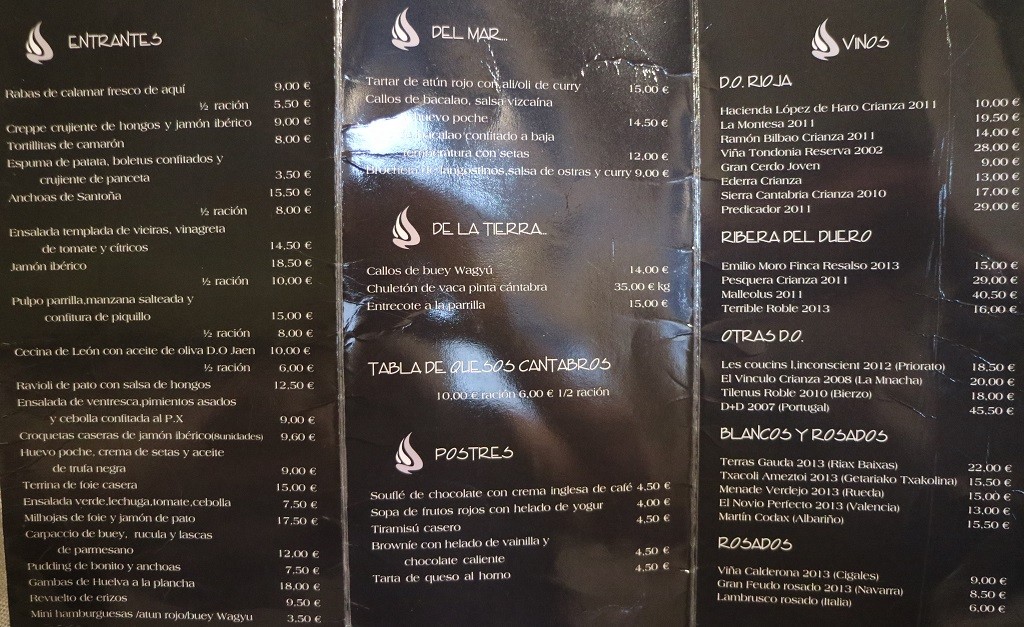 ENTRANTES
Rabas de calamar fresco de aquí 9,00 €
½ ración 5,50 €
Creppe crujiente de hongos y jamón ibérico 9,00 €
Tortillitas de camarón 8,00 €
Espuma de patata, boletus confitados y
crujiente de panceta 3,50 €
Anchoas de Santoña 15,50 €
½ ración 8,00 €
Ensalada templada de vieiras, vinagreta
de tomate y cítricos 14,50 €
Jamón ibérico 18,50 €
½ ración 10,00 €
Pulpo parrilla,manzana salteada y
confitura de piquillo 15,00 €
½ ración 8,00 €
Cecina de León con aceite de oliva D.O Jaen 10,00 €
½ ración 6,00 €
Ravioli de pato con salsa de hongos 12,50 €
Ensalada de ventresca,pimientos asados
y cebolla confitada al P.X 9,00 €
Croquetas caseras de jamón ibérico(8unidades) 9,60 €
Huevo poche, crema de setas y aceite
de trufa negra 9,00 €
Terrina de foie casera 15,00 €
Ensalada verde,lechuga,tomate,cebolla 7,50 €
Milhojas de foie y jamón de pato 17,50 €
Carpaccio de buey, rucula y lascas
de parmesano 12,00 €
Pudding de bonito y anchoas 7,50 €
Gambas de Huelva a la plancha 18,00 €
Revuelto de erizos 9,50 €
Mini hamburguesas /atun rojo/buey Wagyu 3,50 €
DEL MAR...
Tartar de atún rojo con ali/oli de curry 15,00 €
Callos de bacalao, salsa vizcaína
huevo poche 14,50 €
bacalao confitado a baja
temperatura con setas 12,00 €
Brocheta de langostinos,salsa de ostras y curry 9,00 €
DE LA TIERRA...
Callos de buey Wagyú 14,00 €
Chuletón de vaca pinta cántabra 35,00 € kg
Entrecote a la parrilla 15,00 €
TABLA DE QUESOS CANTABROS
10,00 € ración 6,00 € 1/2 ración
POSTRES
Souflé de chocolate con crema inglesa de café 4,50 €
Sopa de frutos rojos con helado de yogur 4,00 €
Tiramisú casero 4,50 €
Brownie con helado de vainilla y
chocolate caliente 4,50 €
Tarta de queso al horno 4,50 €
VINOS
D.O. RIOJA
Hacienda López de Haro Crianza 2011 10,00 €
La Montesa 2011 19,50 €
Ramón Bilbao Crianza 2011 14,00 €
Viña Tondonia Reserva 2002 28,00 €
Gran Cerdo Joven 9,00 €
Ederra Crianza 13,00 €
Sierra Cantabria Crianza 2010 17,00 €
Predicador 2011 29,00 €
RIBERA DEL DUERO
Emilio Moro Finca Resalso 2013 15,00 €
Pesquera Crianza 2011 29,00 €
Malleolus 2011 40,50 €
Terrible Roble 2013 16,00 €
OTRAS D.O.
Les coucins l,inconscient 2012 (Priorato) 18,50 €
El Vinculo Crianza 2008 (La Mnacha) 20,00 €
Tilenus Roble 2010 (Bierzo) 18,00 €
D+D 2007 (Portugal) 45,50 €
BLANCOS Y ROSADOS
Terras Gauda 2013 (Riax Baixas) 22,00 €
Txacoli Ameztoi 2013 (Getariako Txakolina) 15,50 €
Menade Verdejo 2013 (Rueda) 15,00 €
El Novio Perfecto 2013 (Valencia) 13,00 €
Martín Codax (Albariño) 15,50 €
ROSADOS
Viña Calderona 2013 (Cigales) 9,00 €
Gran Feudo rosado 2013 (Navarra) 8,50 €
Lambrusco rosado (Italia) 6,00 €